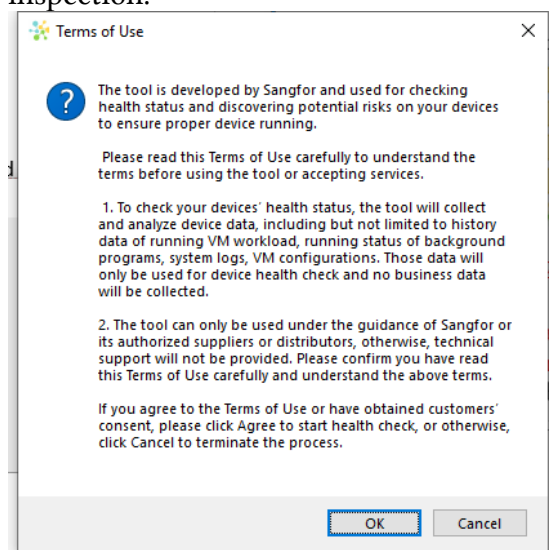 inspection.
Terms of Use
The tool is developed by Sangfor and used for checking
health status and discovering potential risks on your devices
to ensure proper device running.
Please read this Terms of Use carefully to understand the
terms before using the tool or accepting services.
1. To check your devices' health status, the tool will collect
and analyze device data, including but not limited to history
data of running VM workload, running status of background
programs, system logs, VM configurations. Those data will
only be used for device health check and no business data
will be collected.
2. The tool can only be used under the guidance of Sangfor or
its authorized suppliers or distributors, otherwise, technical
support will not be provided. Please confirm you have read
this Terms of Use carefully and understand the above terms.
If you agree to the Terms of Use or have obtained customers'
consent, please click Agree to start health check, or otherwise,
click Cancel to terminate the process.
OK
Cancel